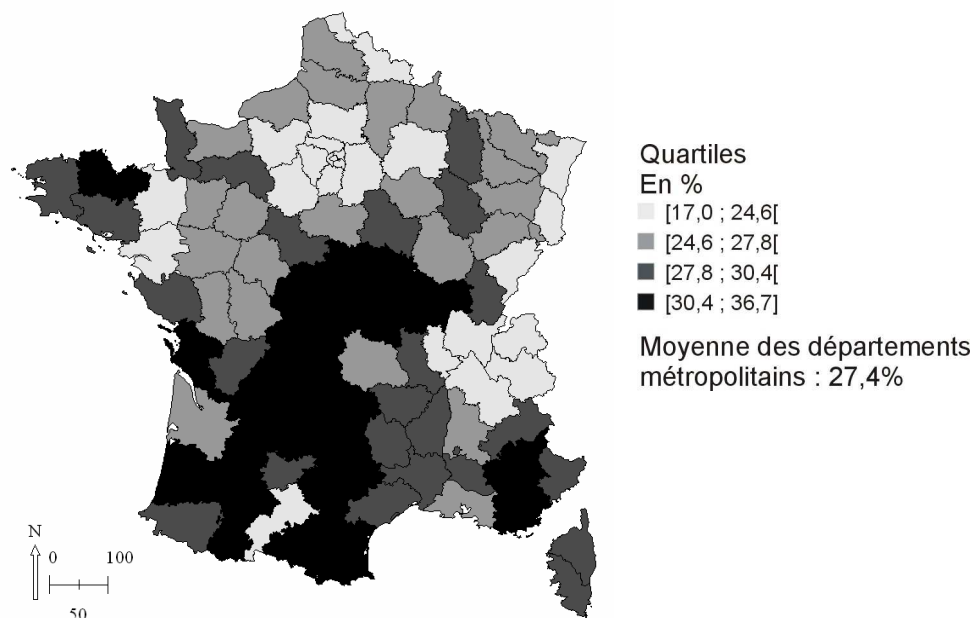 Quartiles
En %
[17,0 ; 24,6[
[24,6 ; 27,8[
[27,8 ; 30,4[
[30,4 ; 36,7]
Moyenne des départements
métropolitains : 27,4%
N
0 100
50